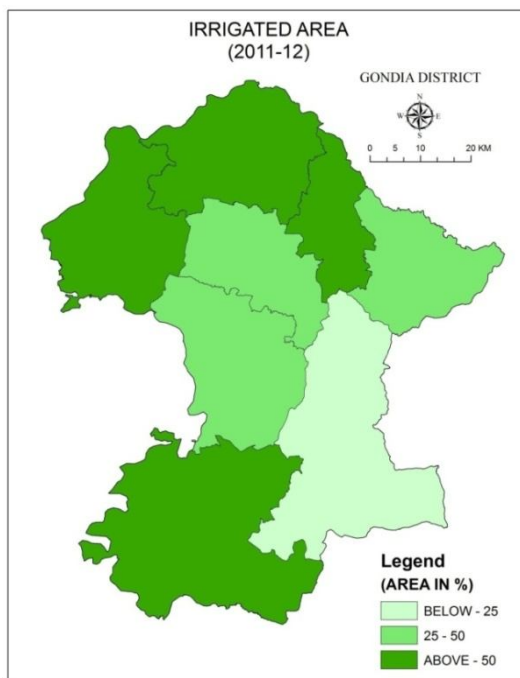 IRRIGATED AREA
(2011-12)
GONDIA DISTRICT
N
W E
S
0 5 10 20 KM
Legend
(AREA IN %)
BELOW - 25
25 - 50
ABOVE - 50